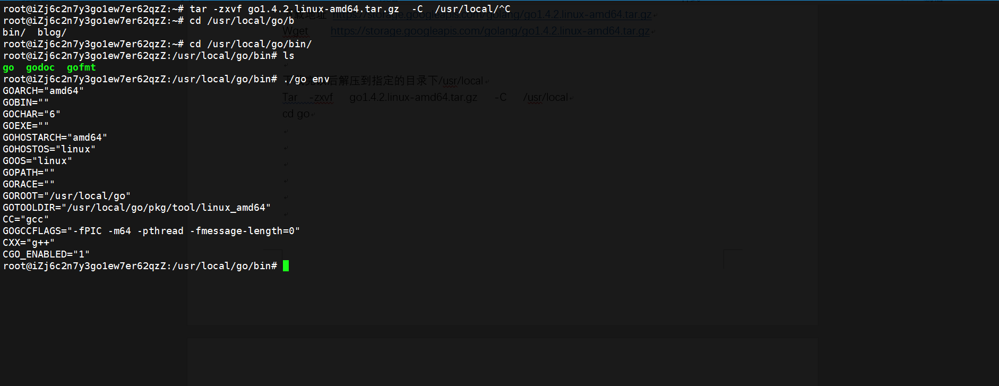 root@iZj6c2n7y3go1ew7er62qzZ:~# tar -zxvf go1.4.2.linux-amd64.tar.gz  -C  /usr/local/^C
载地址 https://storage.googleapis.com/golang/go1.4.2.linux-amd64.tar.gz
root@iZj6c2n7y3go1ew7er62qzZ:~# cd /usr/local/go/b
Wget https://storage.googleapis.com/golang/go1.4.2.linux-amd64.tar.gz
bin/  blog/
root@iZj6c2n7y3go1ew7er62qzZ:~# cd /usr/local/go/bin/
root@iZj6c2n7y3go1ew7er62qzZ:/usr/local/go/bin# ls
go  godoc  gofmt
root@iZj6c2n7y3go1ew7er62qzZ:/usr/local/go/bin# ./go env
以后解压到指定的目录下/usr/local
GOARCH="amd64"
Tar -zxvf go1.4.2.linux-amd64.tar.gz -C /usr/local
GOBIN=""
GOCHAR="6"
cd go
GOEXE=""
GOHOSTARCH="amd64"
GOHOSTOS="linux"
GOOS="linux"
GOPATH=""
GORACE=""
GOROOT="/usr/local/go"
GOTOOLDIR="/usr/local/go/pkg/tool/linux_amd64"
CC="gcc"
GOGCCFLAGS="-fPIC -m64 -pthread -fmessage-length=0"
CXX="g++"
CGO_ENABLED="1"
root@iZj6c2n7y3go1ew7er62qzZ:/usr/local/go/bin#